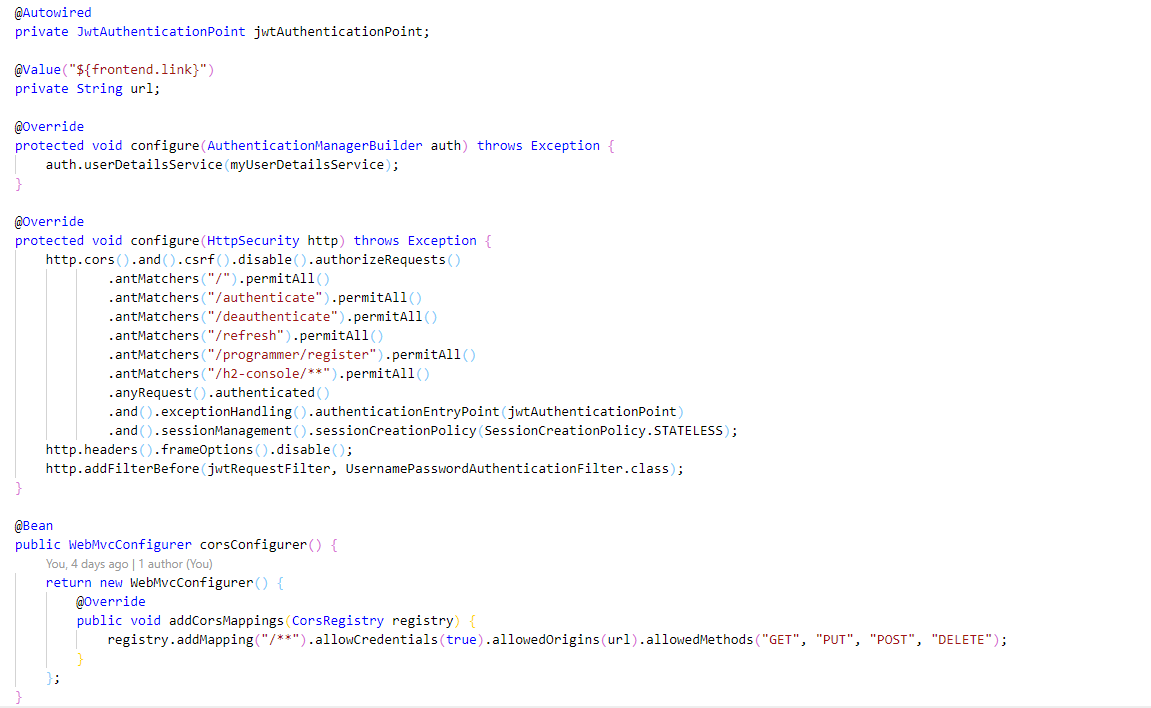 @Autowired
private JwtAuthenticationPoint jwtAuthenticationPoint;
@Value("${frontend.link}")
private String url;
@Override
protected void configure(AuthenticationManagerBuilder auth) throws Exception {
auth.userDetailsService(myUserDetailsService);
}
@Override
protected void configure(HttpSecurity http) throws Exception {
http.cors().and().csrf().disable().authorizeRequests()
.antMatchers("/").permitAll()
.antMatchers("/authenticate").permitAll()
.antMatchers("/deauthenticate").permitAll()
.antMatchers("/refresh").permitAll()
.antMatchers("/programmer/register").permitAll()
.antMatchers("/h2-console/**").permitAll()
.anyRequest().authenticated()
.and().exceptionHandling().authenticationEntryPoint(jwtAuthenticationPoint)
.and().sessionManagement().sessionCreationPolicy(SessionCreationPolicy.STATELESS);
http.headers().frameOptions().disable();
http.addFilterBefore(jwtRequestFilter, UsernamePasswordAuthenticationFilter.class);
}
@Bean
public WebMvcConfigurer corsConfigurer() {
You, 4 days ago | 1 author (You)
return new WebMvcConfigurer() {
@Override
public void addCorsMappings(CorsRegistry registry) {
registry.addMapping("/**").allowCredentials(true).allowedOrigins(url).allowedMethods("GET", "PUT", "POST", "DELETE");
}
};
}